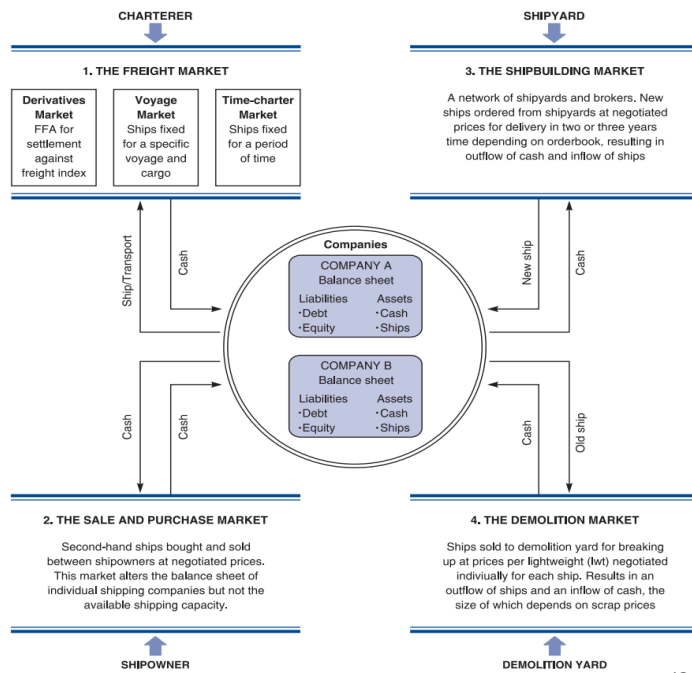 CHARTERER
SHIPYARD
1. THE FREIGHT MARKET
Derivatives
Market
FFA for
settlement
against
freight index
Voyage
Market
Ships fixed
for a specific
voyage and
cargo
Time-charter
Market
Ships fixed
for a period
of time
3. THE SHIPBUILDING MARKET
A network of shipyards and brokers. New
ships ordered from shipyards at negotiated
prices for delivery in two or three years
time depending on orderbook, resulting in
outflow of cash and inflow of ships
Ship/Transport
Cash
New ship
Cash
Companies
COMPANY A
Balance sheet
Liabilities Assets
·Debt ·Cash
·Equity ·Ships
COMPANY B
Balance sheet
Liabilities Assets
·Debt ·Cash
·Equity ·Ships
Cash
Cash
Cash
Old ship
2. THE SALE AND PURCHASE MARKET
Second-hand ships bought and sold
between shipowners at negotiated prices.
This market alters the balance sheet of
individual shipping companies but not the
available shipping capacity.
4. THE DEMOLITION MARKET
Ships sold to demolition yard for breaking
up at prices per lightweight (lwt) negotiated
indiviually for each ship. Results in an
outflow of ships and an inflow of cash, the
size of which depends on scrap prices
SHIPOWNER
DEMOLITION YARD